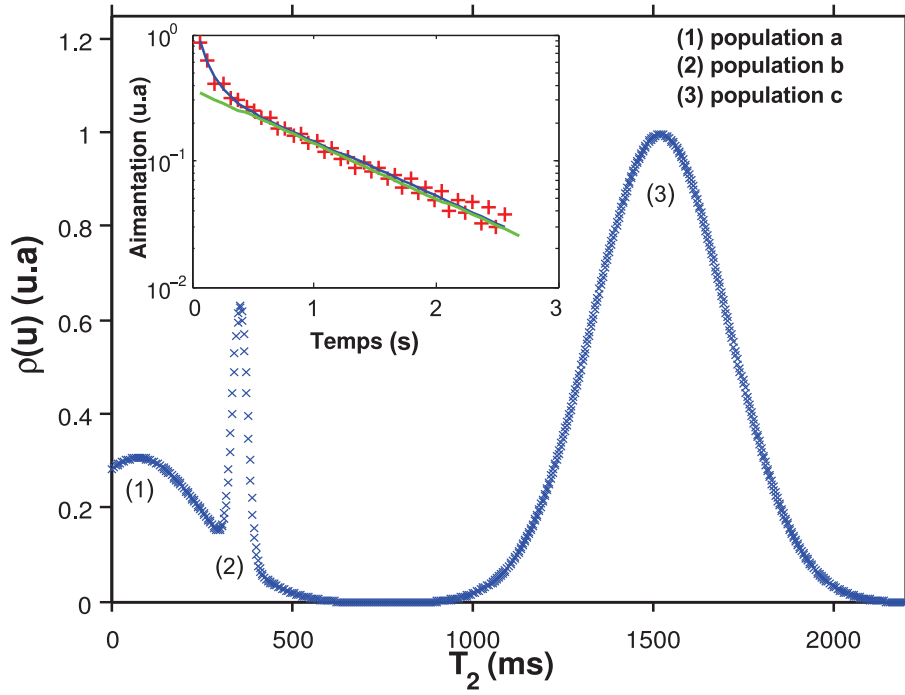 (1) population a
(2) population b
(3) population c
ρ(u) (u.a)
1.2
1
0.8
0.6
0.4
0.2
0
Aimantation (u.a)
10⁰
10⁻¹
10⁻²
0 1 2 3
Temps (s)
(1)
(2)
(3)
0 500 1000 1500 2000
T₂ (ms)